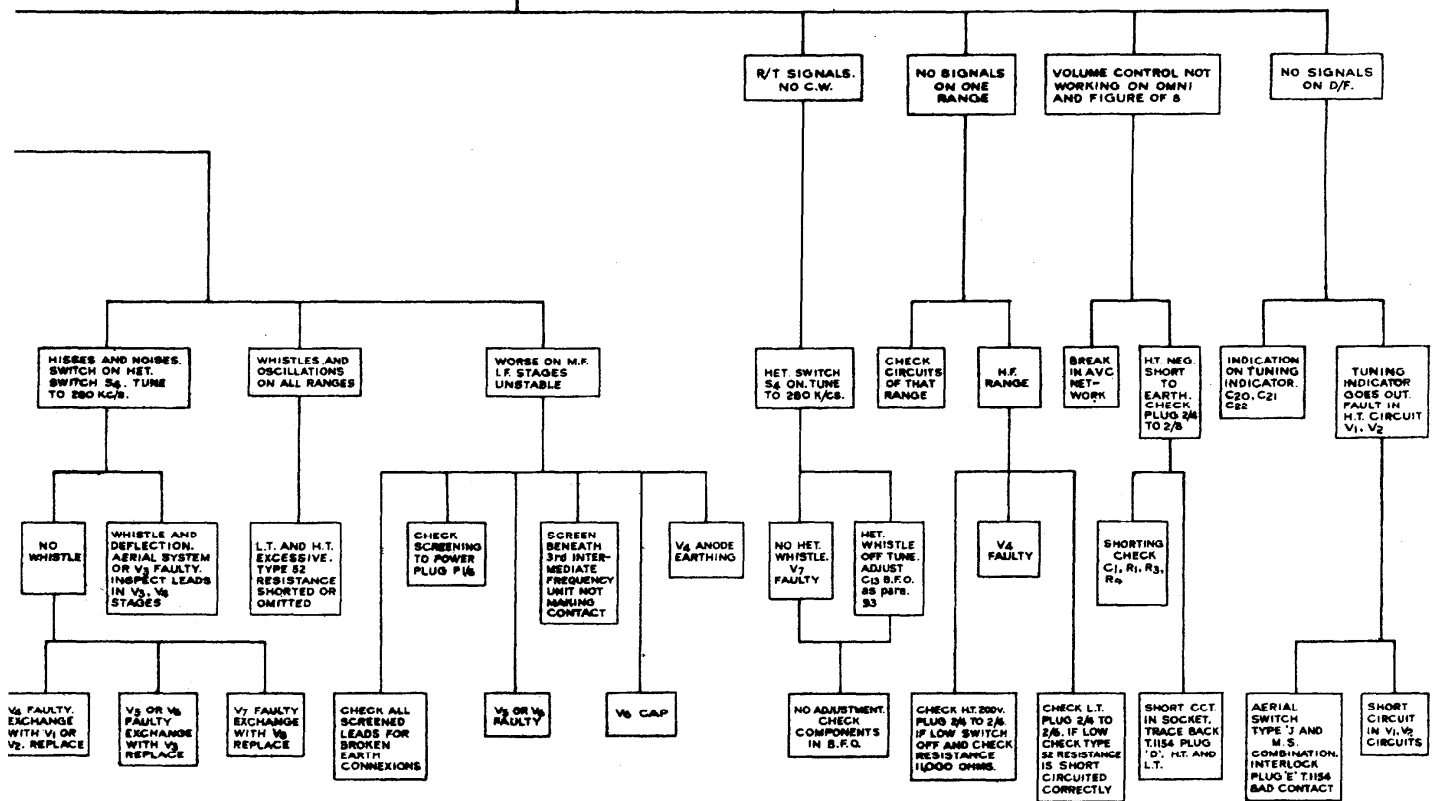 R/T SIGNALS.
NO C.W.
NO SIGNALS
ON ONE
RANGE
VOLUME CONTROL NOT
WORKING ON OMNI
AND FIGURE OF 8
NO SIGNALS
ON D/F.
HISSES AND NOISES.
SWITCH ON HET.
SWITCH S4. TUNE
TO 280 KC/S.
WHISTLES AND
OSCILLATIONS
ON ALL RANGES
WORSE ON M.F.
I.F. STAGES
UNSTABLE
HET. SWITCH
S4 ON. TUNE
TO 280 K/CS.
CHECK
CIRCUITS
OF THAT
RANGE
H.F.
RANGE
BREAK
IN AVC
NET-
WORK
H.T. NEG.
SHORT
TO
EARTH.
CHECK
PLUG 2/4
TO 2/8
INDICATION
ON TUNING
INDICATOR.
C20, C21
C22
TUNING
INDICATOR
GOES OUT.
FAULT IN
H.T. CIRCUIT
V1, V2
NO
WHISTLE
WHISTLE AND
DEFLECTION.
AERIAL SYSTEM
OR V3 FAULTY.
INSPECT LEADS
IN V3, V4
STAGES
L.T. AND H.T.
EXCESSIVE.
TYPE 52
RESISTANCE
SHORTED OR
OMITTED
CHECK
SCREENING
TO POWER
PLUG P1/6
SCREEN
BENEATH
3rd INTER-
MEDIATE
FREQUENCY
UNIT NOT
MAKING
CONTACT
V4 ANODE
EARTHING
NO HET.
WHISTLE.
V7
FAULTY
HET.
WHISTLE
OFF TUNE.
ADJUST
C13 B.F.O.
as para.
93
V4
FAULTY
SHORTING
CHECK
C1, R1, R3,
R4
V4 FAULTY.
EXCHANGE
WITH V1 OR
V2. REPLACE
V5 OR V6
FAULTY
EXCHANGE
WITH V3
REPLACE
V7 FAULTY
EXCHANGE
WITH V8
REPLACE
CHECK ALL
SCREENED
LEADS FOR
BROKEN
EARTH
CONNEXIONS
V5 OR V6
FAULTY
V6 CAP
NO ADJUSTMENT.
CHECK
COMPONENTS
IN B.F.O.
CHECK H.T. 200V.
PLUG 2/4 TO 2/6.
IF LOW SWITCH
OFF AND CHECK
RESISTANCE
11,000 OHMS.
CHECK L.T.
PLUG 2/6 TO
2/5. IF LOW
CHECK TYPE
52 RESISTANCE
IS SHORT
CIRCUITED
CORRECTLY
SHORT CCT.
IN SOCKET.
TRACE BACK
T.1154 PLUG
'D', H.T. AND
L.T.
AERIAL
SWITCH
TYPE 'J' AND
M.S.
COMBINATION.
INTERLOCK
PLUG 'E' T.1154
BAD CONTACT
SHORT
CIRCUIT
IN V1, V2
CIRCUITS